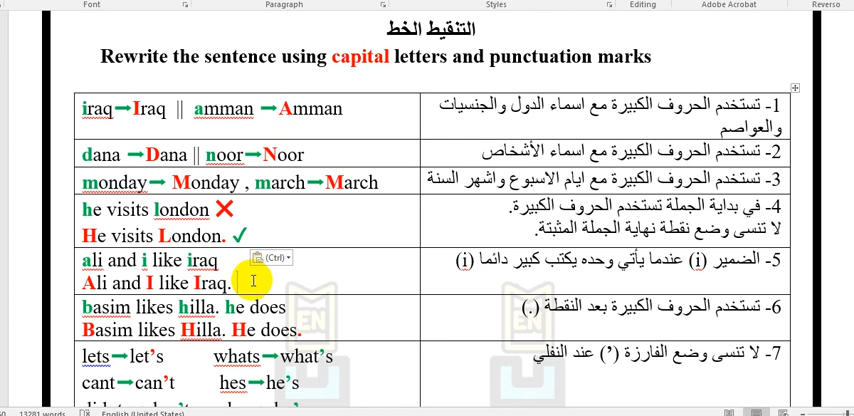 Font Paragraph Styles Editing Adobe Acrobat Reverso
التنقيط الخط
Rewrite the sentence using capital letters and punctuation marks
iraq→Iraq || amman →Amman
1- تستخدم الحروف الكبيرة مع اسماء الدول والجنسيات
والعواصم
dana →Dana || noor→Noor
2- تستخدم الحروف الكبيرة مع اسماء الأشخاص
monday→ Monday , march→March
3- تستخدم الحروف الكبيرة مع ايام الاسبوع واشهر السنة
he visits london ❌
He visits London. ✓
4- في بداية الجملة تستخدم الحروف الكبيرة.
لا تنسى وضع نقطة نهاية الجملة المثبتة.
ali and i like iraq
(Ctrl)
Ali and I like Iraq.
5- الضمير (i) عندما يأتي وحده يكتب كبير دائما (i)
basim likes hilla. he does
Basim likes Hilla. He does.
6- تستخدم الحروف الكبيرة بعد النقطة (.)
lets→let's whats→what's
cant→can't hes→he's
7- لا تنسى وضع الفارزة (’) عند النفلي
EN EN
13281 words English (United States)